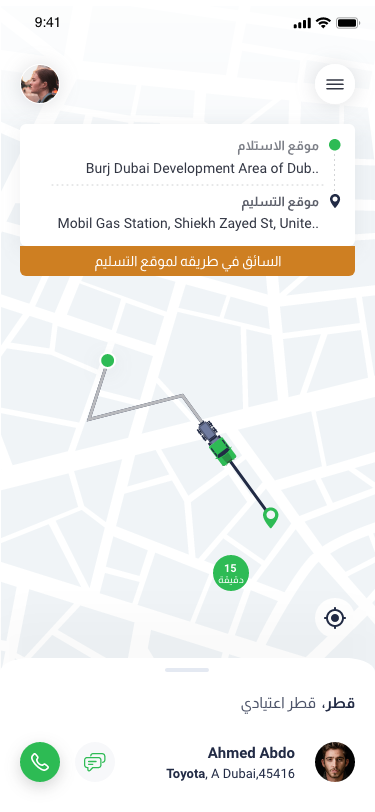 9:41
موقع الاستلام
Burj Dubai Development Area of Dub..
موقع التسليم
Mobil Gas Station, Shiekh Zayed St, Unite..
السائق في طريقه لموقع التسليم
15
دقيقة
قطر، قطر اعتيادي
Ahmed Abdo
Toyota, A Dubai,45416